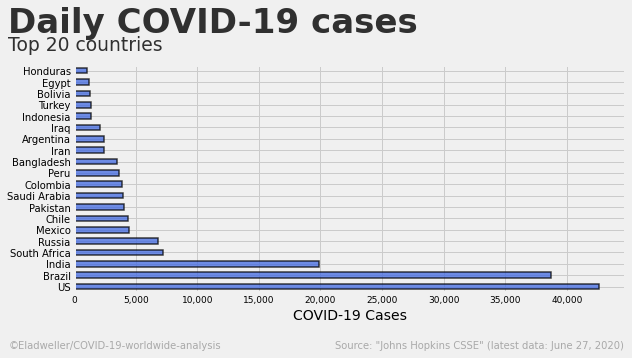 Daily COVID-19 cases
Top 20 countries
Honduras
Egypt
Bolivia
Turkey
Indonesia
Iraq
Argentina
Iran
Bangladesh
Peru
Colombia
Saudi Arabia
Pakistan
Chile
Mexico
Russia
South Africa
India
Brazil
US
0 5,000 10,000 15,000 20,000 25,000 30,000 35,000 40,000
COVID-19 Cases
©Eladweller/COVID-19-worldwide-analysis
Source: "Johns Hopkins CSSE" (latest data: June 27, 2020)